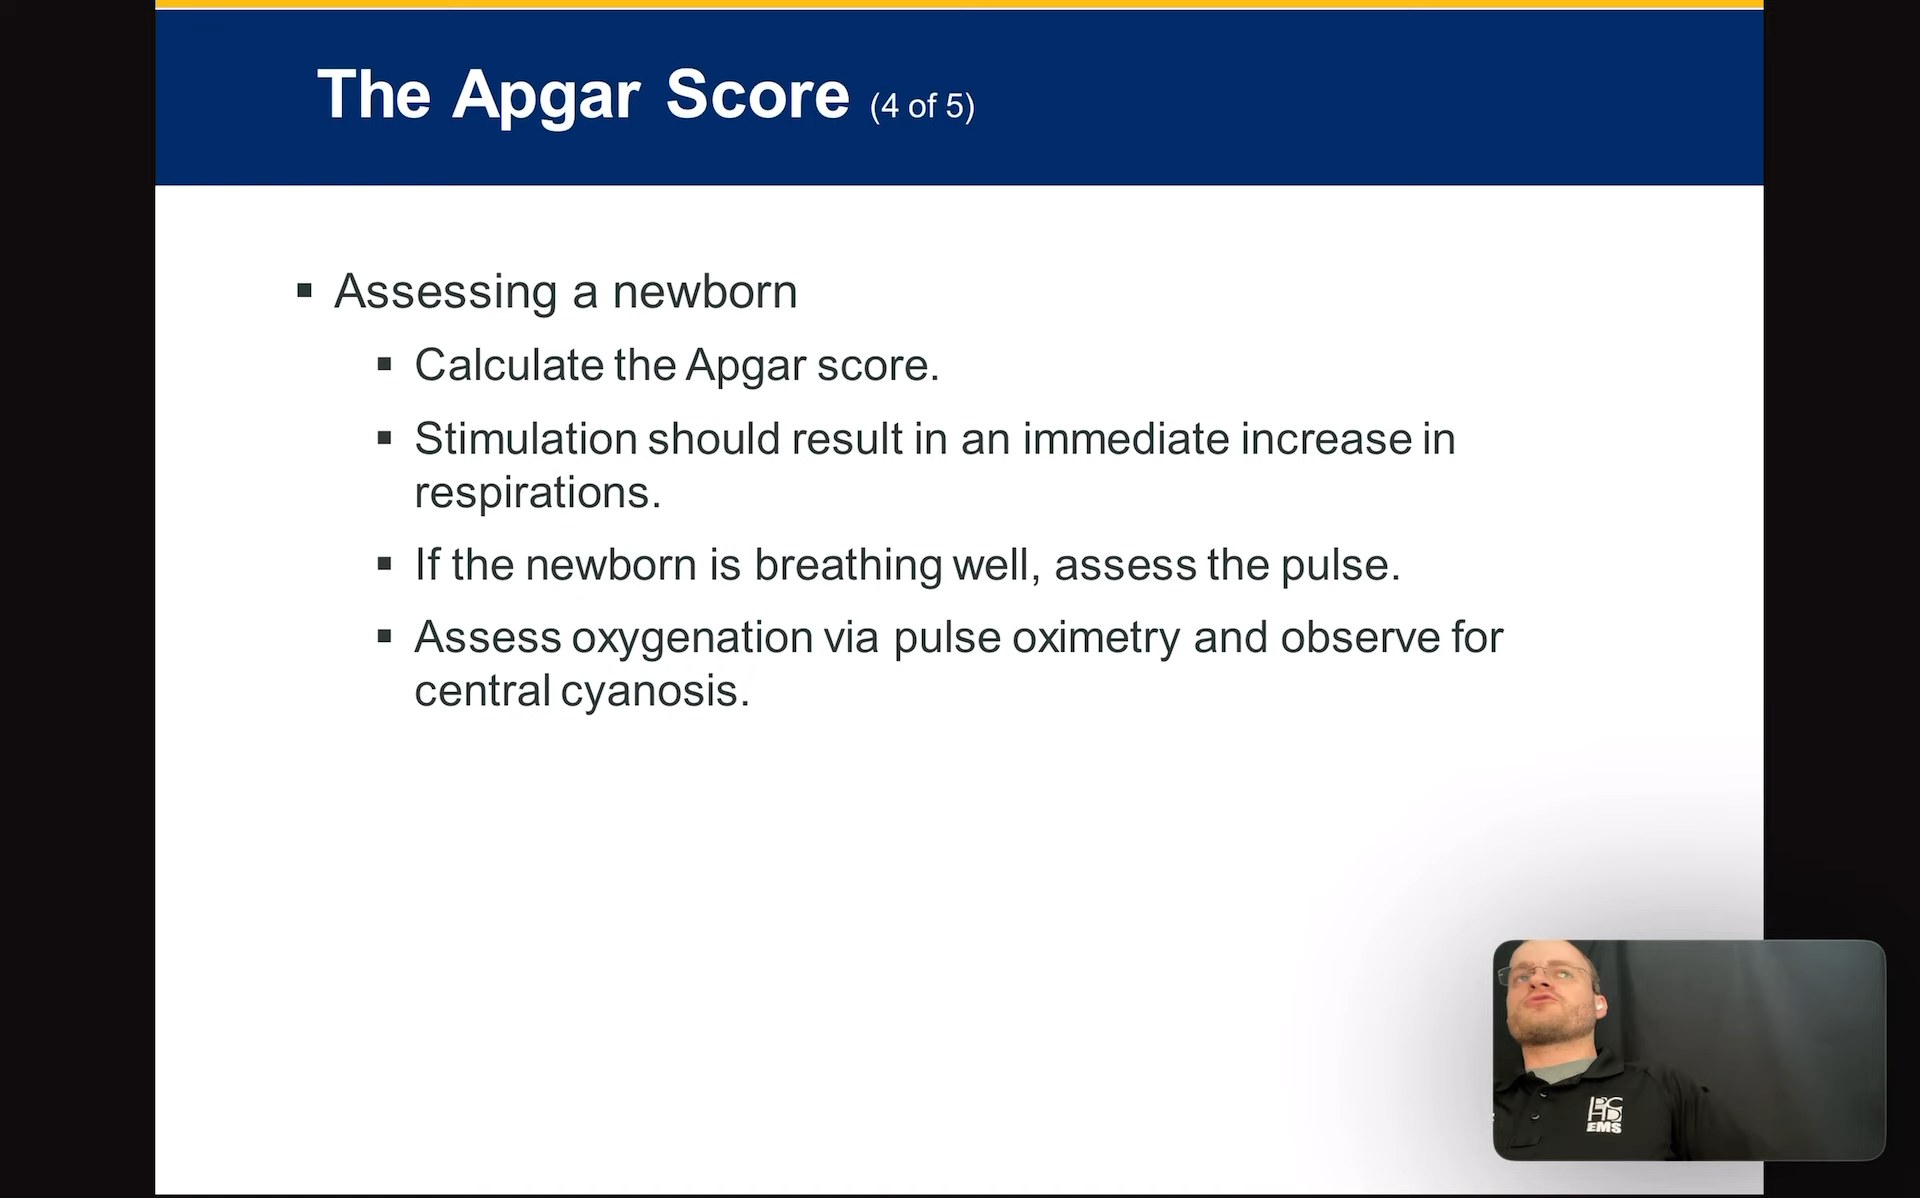 The Apgar Score (4 of 5)
▪ Assessing a newborn
▪ Calculate the Apgar score.
▪ Stimulation should result in an immediate increase in
respirations.
▪ If the newborn is breathing well, assess the pulse.
▪ Assess oxygenation via pulse oximetry and observe for
central cyanosis.
EMS